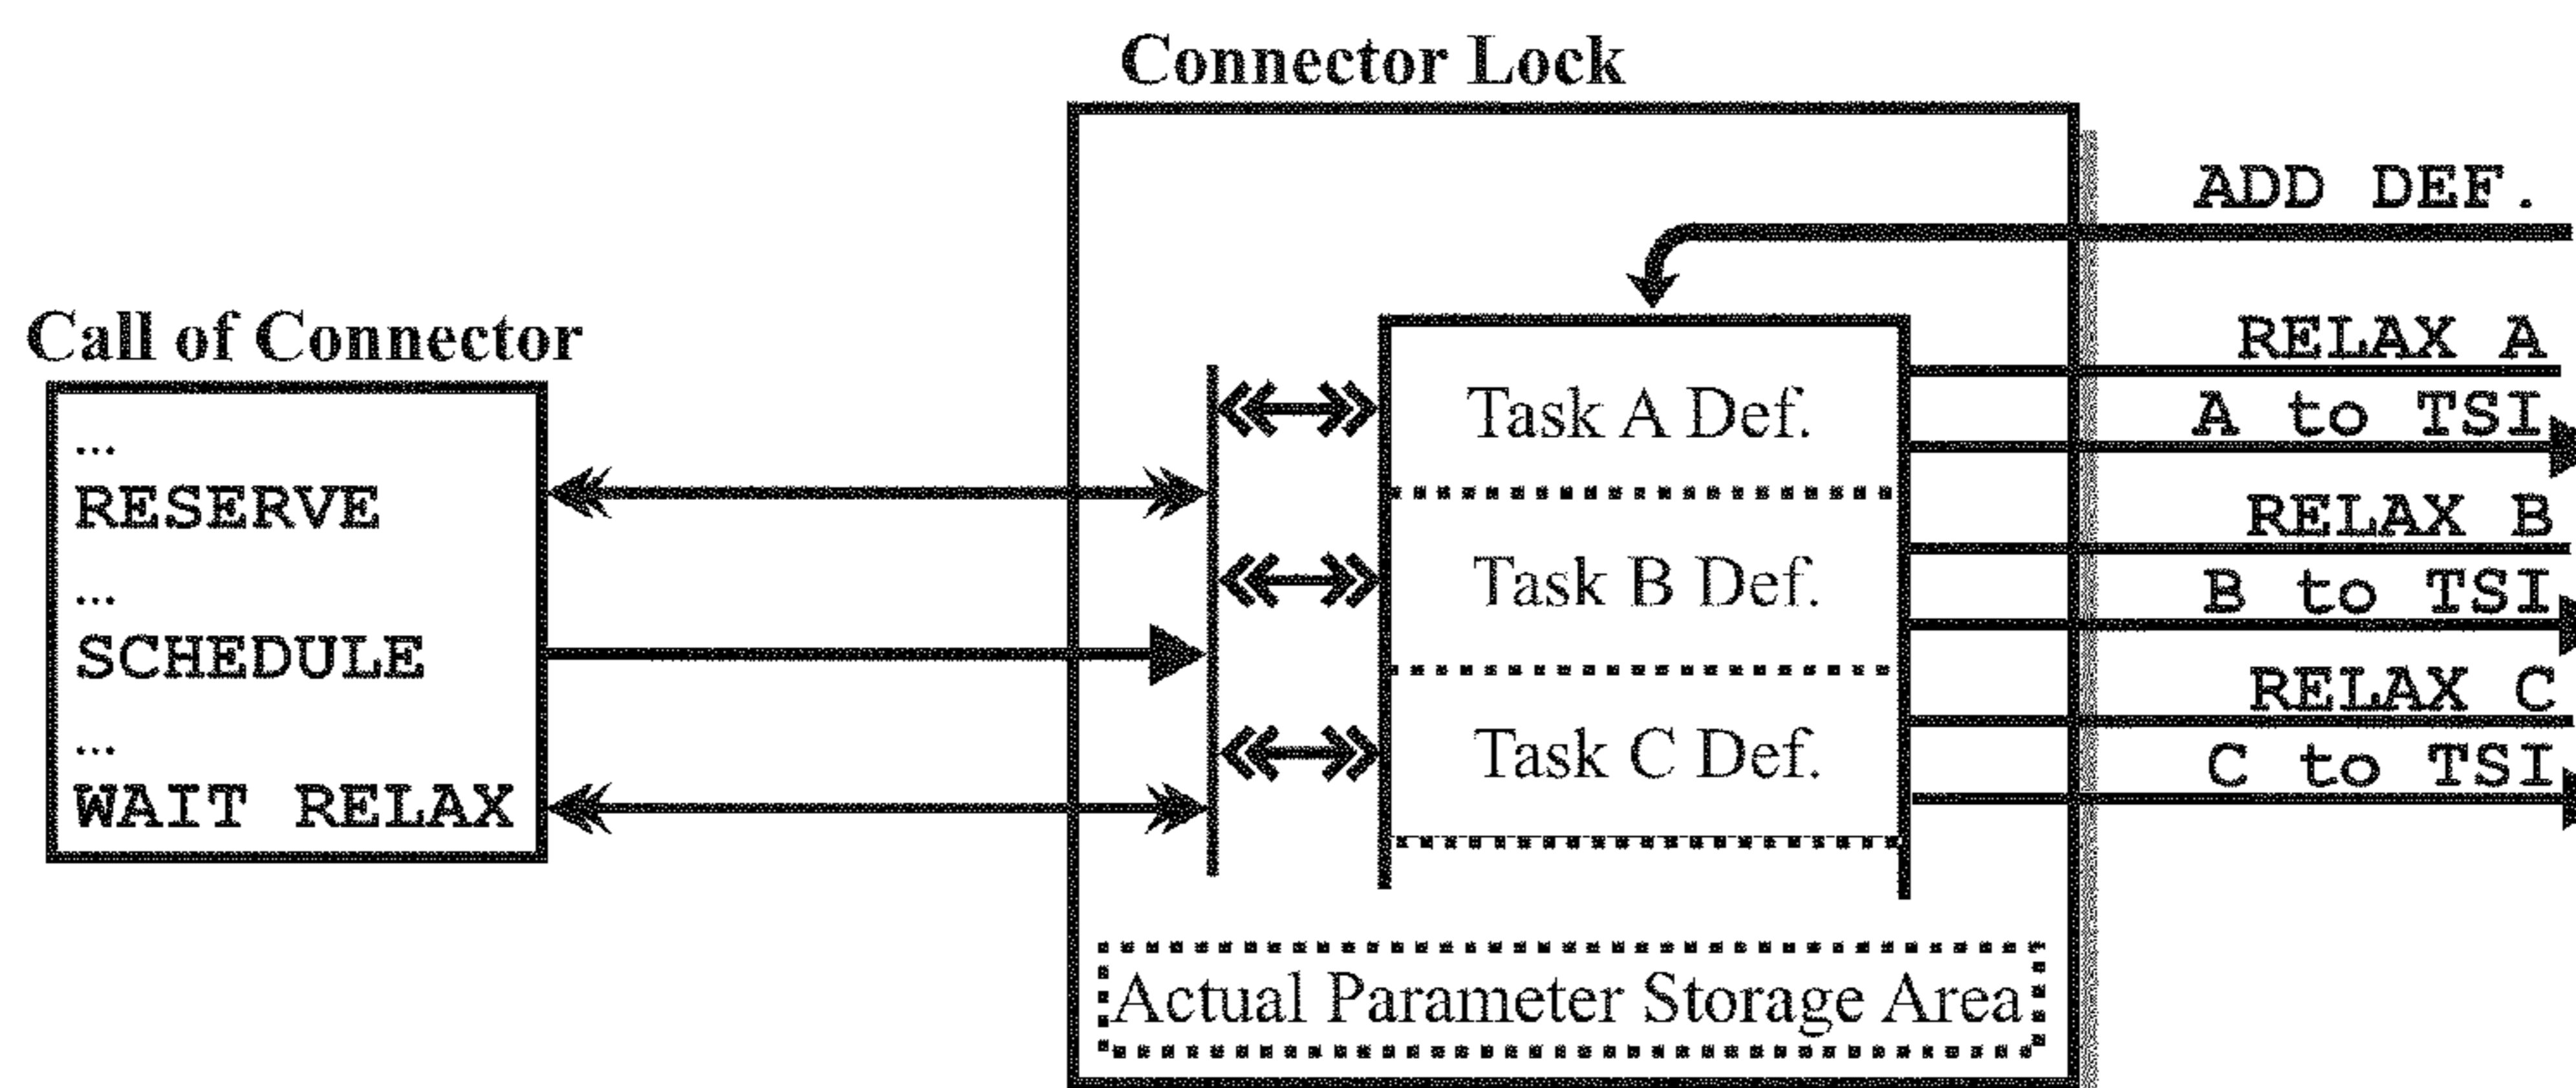 Connector Lock
ADD DEF.
Call of Connector
RELAX A
Task A Def.
A to TSI
...
RESERVE
RELAX B
Task B Def.
B to TSI
...
SCHEDULE
RELAX C
Task C Def.
C to TSI
...
WAIT RELAX
Actual Parameter Storage Area